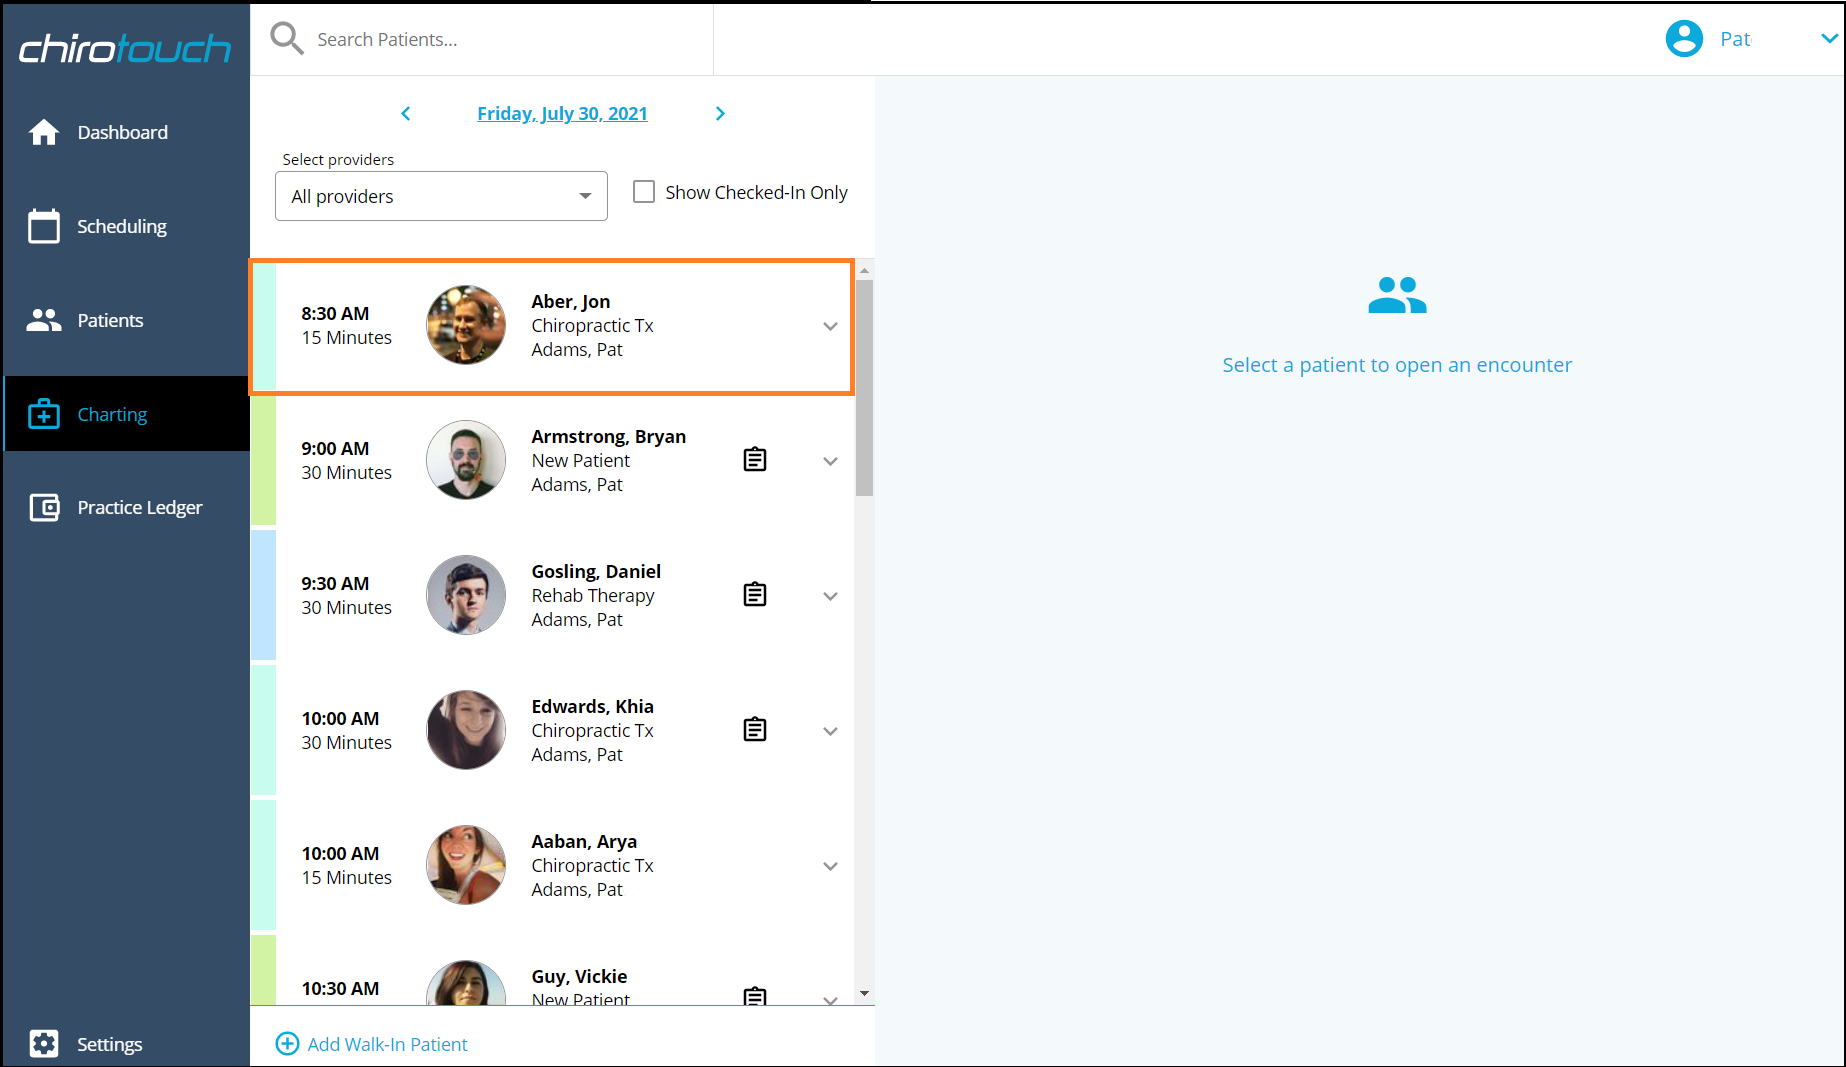 chirotouch
Search Patients...
Pat
Dashboard
Scheduling
Patients
Charting
Practice Ledger
Settings
Friday, July 30, 2021
Select providers
All providers
Show Checked-In Only
8:30 AM
15 Minutes
Aber, Jon
Chiropractic Tx
Adams, Pat
9:00 AM
30 Minutes
Armstrong, Bryan
New Patient
Adams, Pat
9:30 AM
30 Minutes
Gosling, Daniel
Rehab Therapy
Adams, Pat
10:00 AM
30 Minutes
Edwards, Khia
Chiropractic Tx
Adams, Pat
10:00 AM
15 Minutes
Aaban, Arya
Chiropractic Tx
Adams, Pat
10:30 AM
Guy, Vickie
New Patient
Add Walk-In Patient
Select a patient to open an encounter